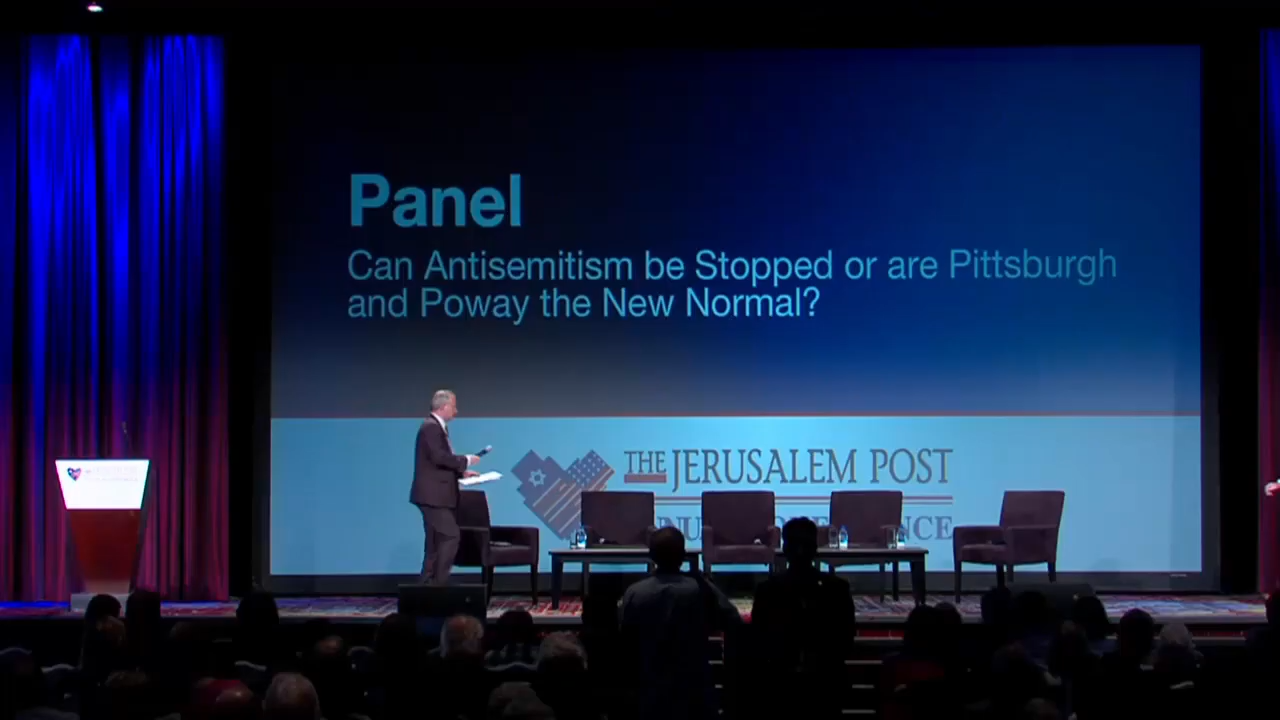 Panel
Can Antisemitism be Stopped or are Pittsburgh
and Poway the New Normal?
THE JERUSALEM POST